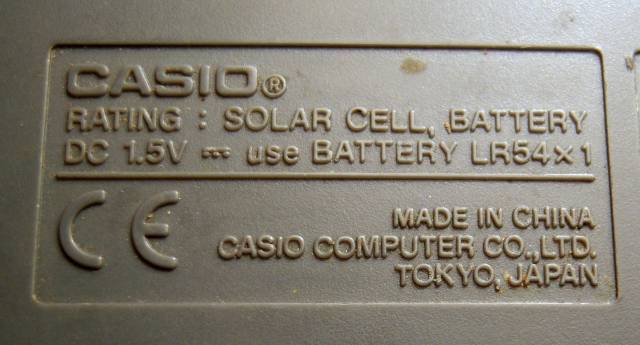 CASIO®
RATING : SOLAR CELL, BATTERY
DC 1.5V ⎓ use BATTERY LR54×1
CE
MADE IN CHINA
CASIO COMPUTER CO.,LTD.
TOKYO, JAPAN